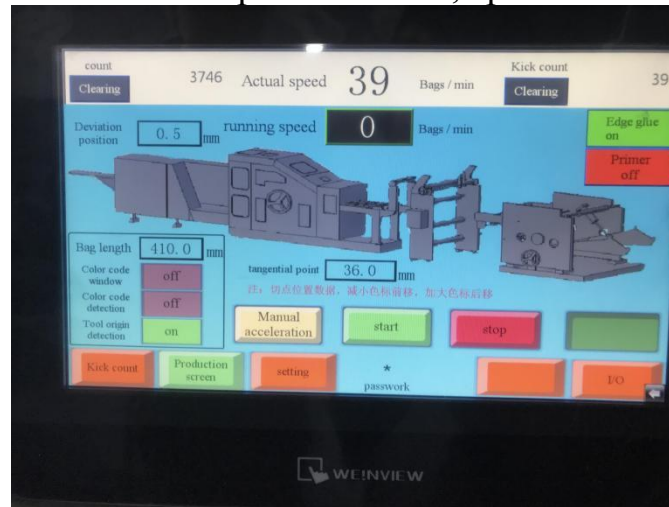 count
Clearing
3746
Actual speed
39
Bags / min
Kick count
Clearing
39
Deviation
position
0. 5
mm
running speed
0
Bags / min
Edge glue
on
Primer
off
Bag length
410. 0
mm
Color code
window
off
Color code
detection
off
Tool origin
detection
on
tangential point
36. 0
mm
注：切点位置数据，减小色标前移，加大色标后移
Manual
acceleration
start
stop
Kick count
Production
screen
setting
*
passwork
I/O
WEINVIEW